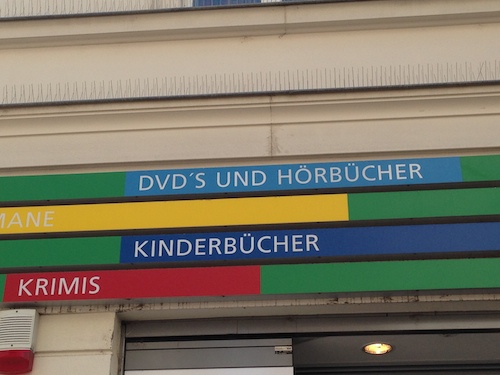 DVD´S UND HÖRBÜCHER
MANE
KINDERBÜCHER
KRIMIS